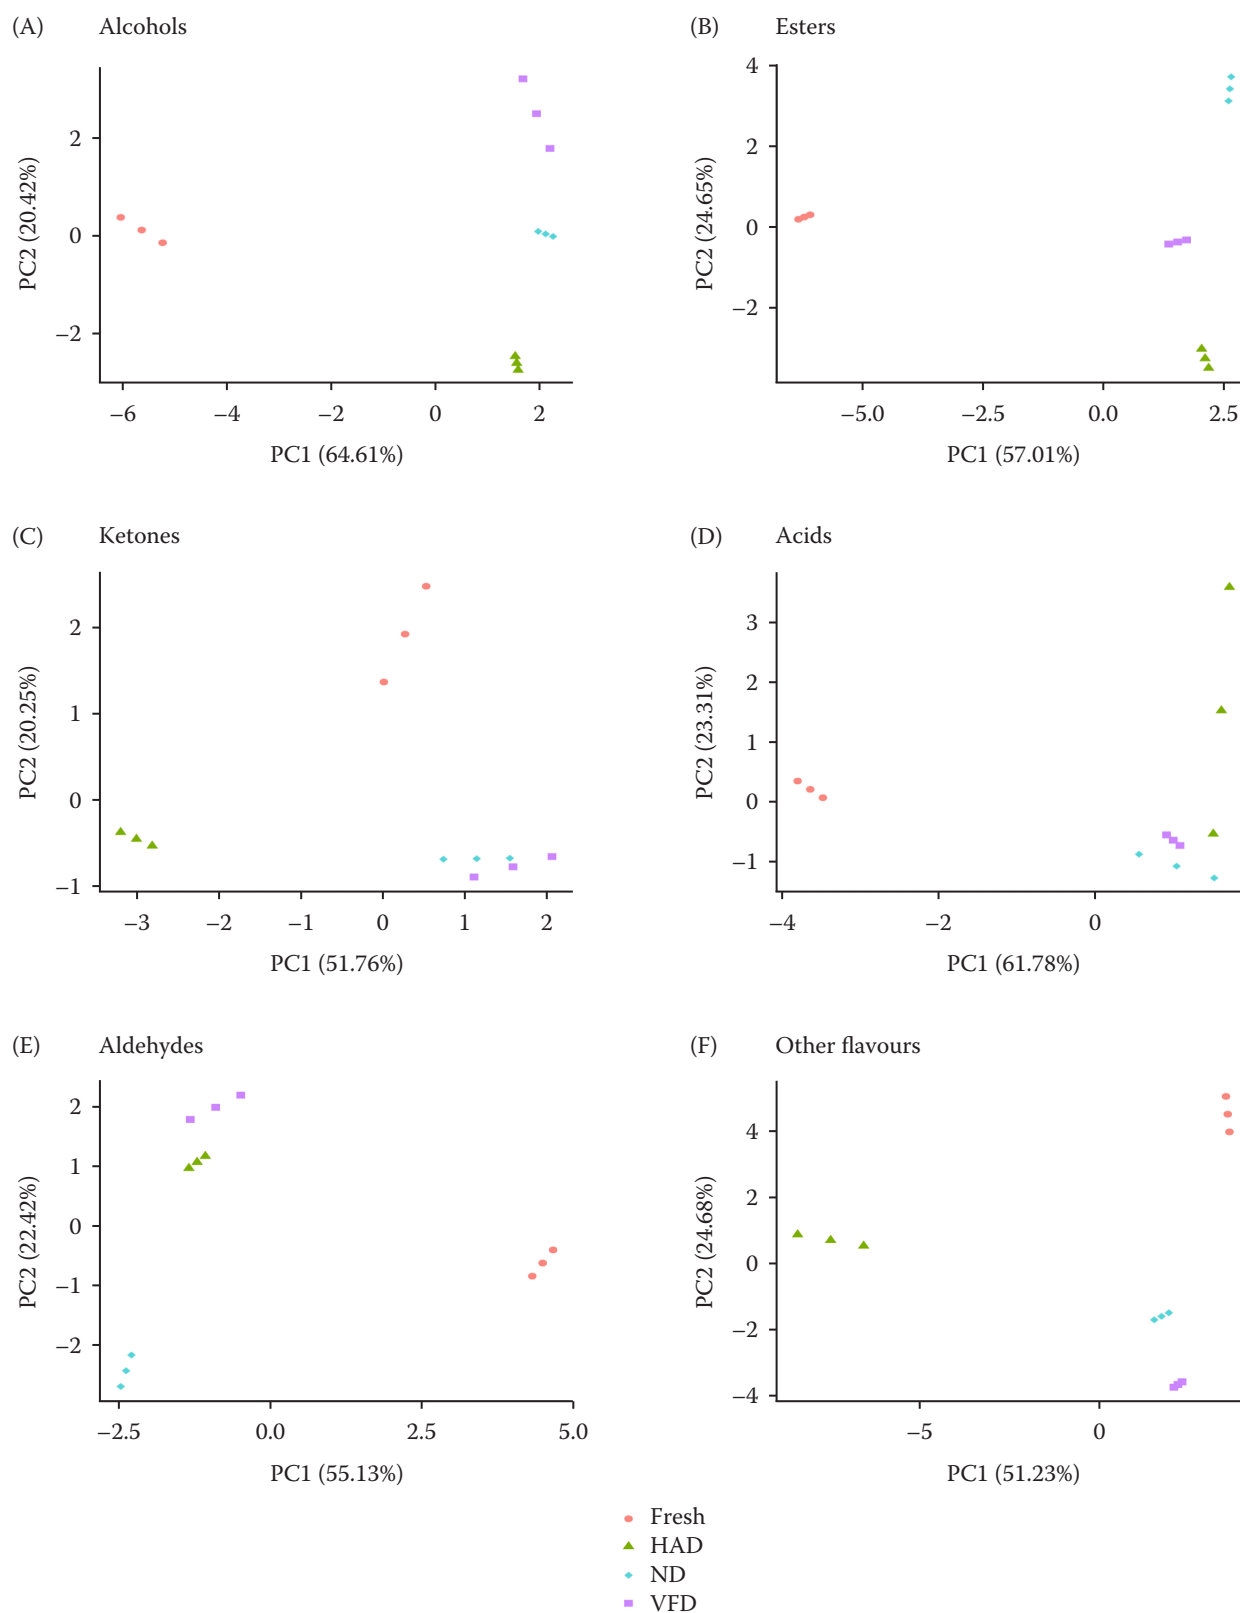 (A) Alcohols
PC2 (20.42%)
2
0
−2
−6 −4 −2 0 2
PC1 (64.61%)
(B) Esters
PC2 (24.65%)
4
2
0
−2
−5.0 −2.5 0.0 2.5
PC1 (57.01%)
(C) Ketones
PC2 (20.25%)
2
1
0
−1
−3 −2 −1 0 1 2
PC1 (51.76%)
(D) Acids
PC2 (23.31%)
3
2
1
0
−1
−4 −2 0
PC1 (61.78%)
(E) Aldehydes
PC2 (22.42%)
2
1
0
−1
−2
−2.5 0.0 2.5 5.0
PC1 (55.13%)
(F) Other flavours
PC2 (24.68%)
4
2
0
−2
−4
−5 0
PC1 (51.23%)
Fresh
HAD
ND
VFD